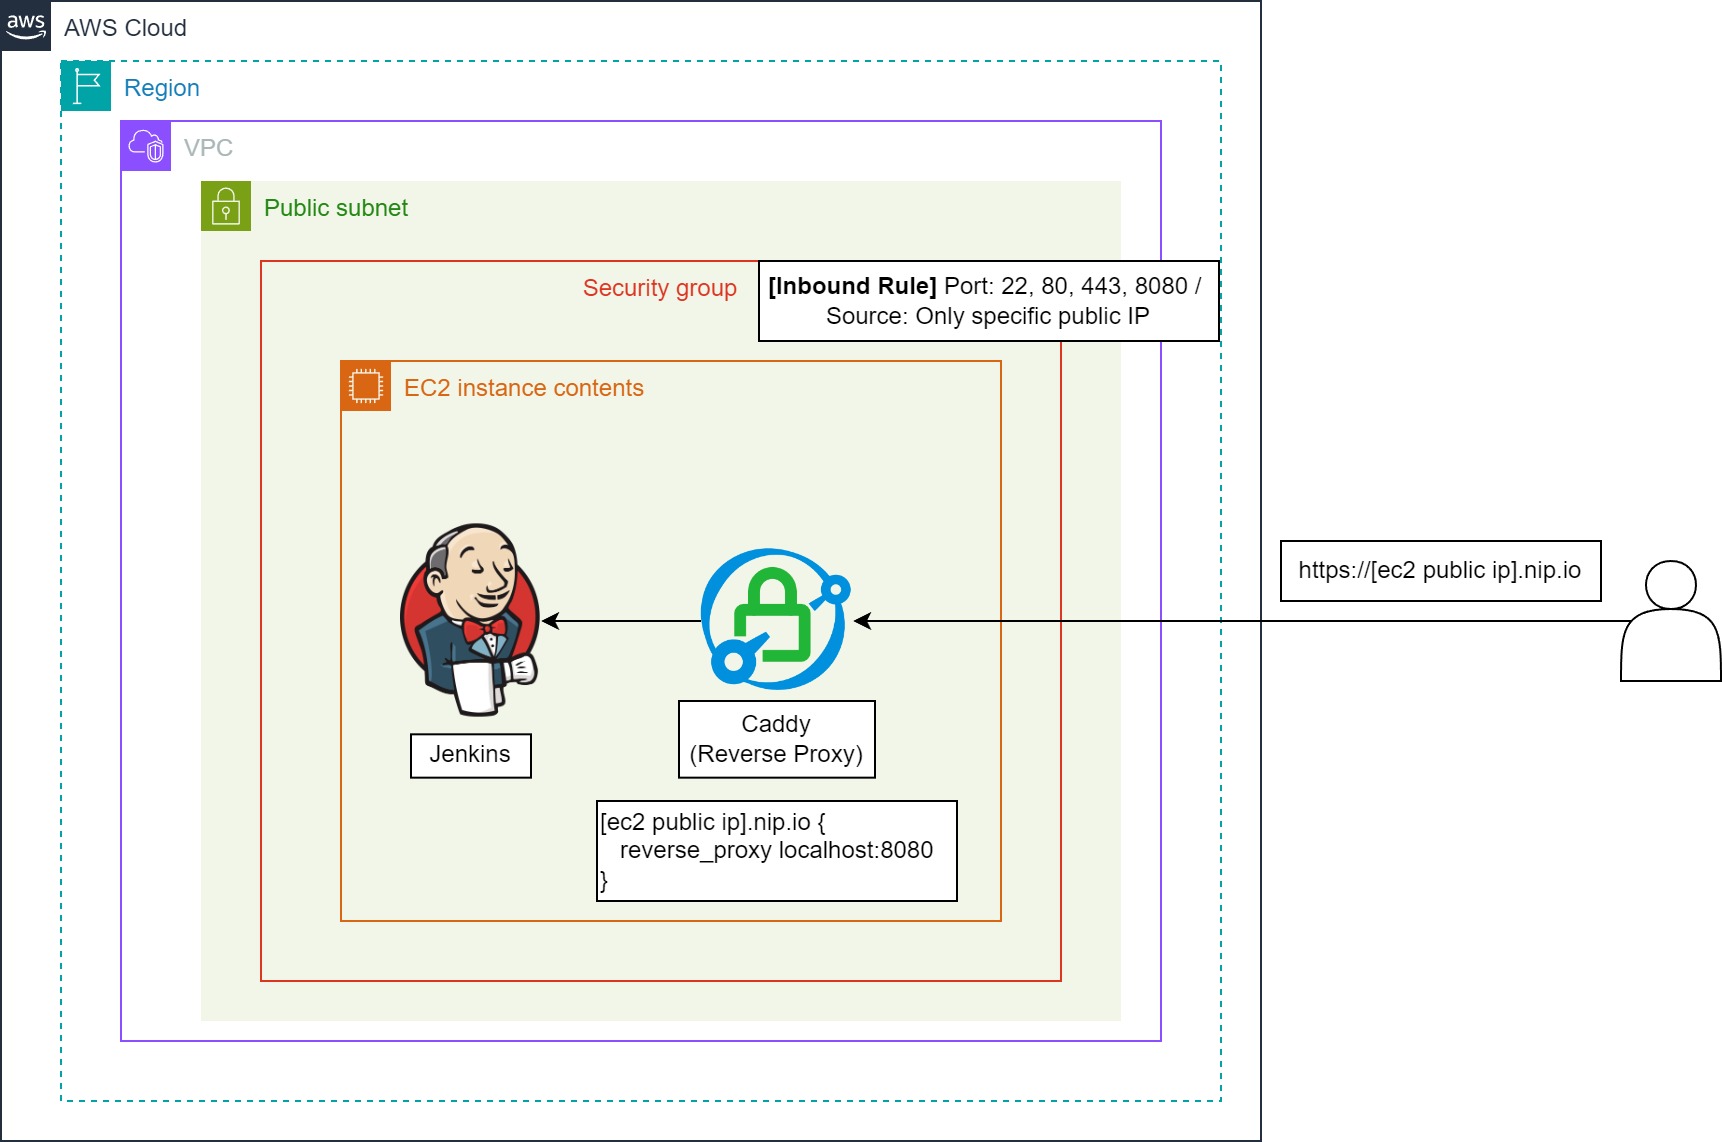 aws
AWS Cloud
Region
VPC
Public subnet
Security group
[Inbound Rule] Port: 22, 80, 443, 8080 /
Source: Only specific public IP
EC2 instance contents
https://[ec2 public ip].nip.io
Jenkins
Caddy
(Reverse Proxy)
[ec2 public ip].nip.io {
reverse_proxy localhost:8080
}